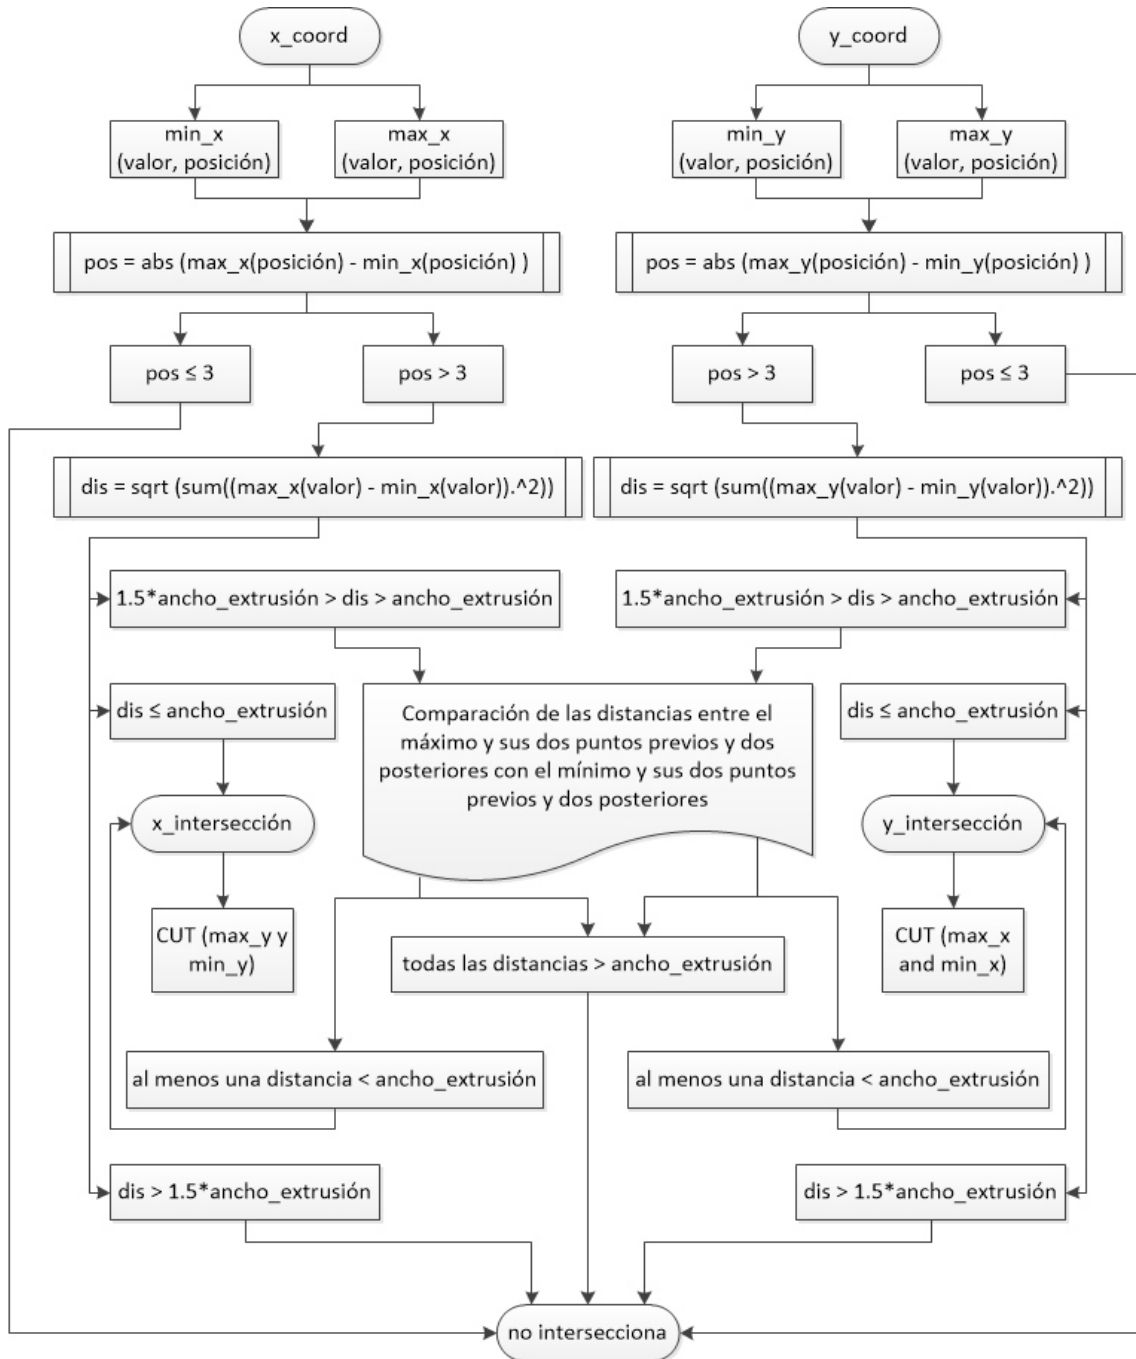 x_coord
y_coord
min_x
(valor, posición)
max_x
(valor, posición)
min_y
(valor, posición)
max_y
(valor, posición)
pos = abs (max_x(posición) - min_x(posición) )
pos = abs (max_y(posición) - min_y(posición) )
pos ≤ 3
pos > 3
pos > 3
pos ≤ 3
dis = sqrt (sum((max_x(valor) - min_x(valor)).^2))
dis = sqrt (sum((max_y(valor) - min_y(valor)).^2))
1.5*ancho_extrusión > dis > ancho_extrusión
1.5*ancho_extrusión > dis > ancho_extrusión
dis ≤ ancho_extrusión
Comparación de las distancias entre el
máximo y sus dos puntos previos y dos
posteriores con el mínimo y sus dos puntos
previos y dos posteriores
dis ≤ ancho_extrusión
x_intersección
y_intersección
CUT (max_y y
min_y)
todas las distancias > ancho_extrusión
CUT (max_x
and min_x)
al menos una distancia < ancho_extrusión
al menos una distancia < ancho_extrusión
dis > 1.5*ancho_extrusión
dis > 1.5*ancho_extrusión
no intersecciona